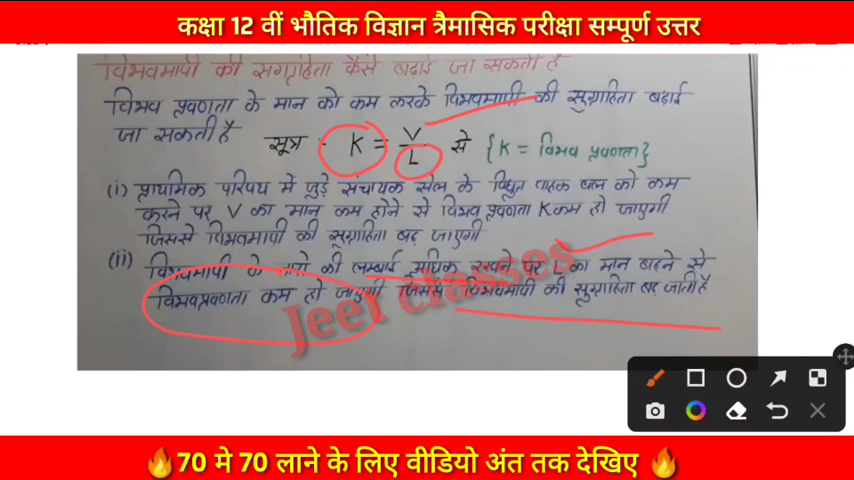 कक्षा 12 वीं भौतिक विज्ञान त्रैमासिक परीक्षा सम्पूर्ण उत्तर
विभवमापी की सुग्राहिता कैसे बढ़ाई जा सकती है
विभव प्रवणता के मान को कम करके विभवमापी की सुग्राहिता बढ़ाई
जा सकती है
सूत्र - K = V/L से {K = विभव प्रवणता}
(i) प्राथमिक परिपथ में जुड़े संचायक सेल के विद्युत वाहक बल को कम
करने पर V का मान कम होने से विभव प्रवणता K कम हो जाएगी
जिससे विभवमापी की सुग्राहिता बढ़ जाएगी
(ii) विभवमापी के तारो की लम्बाई अधिक रखने पर L का मान बढ़ने से
विभवप्रवणता कम हो जाएगी जिससे विभवमापी की सुग्राहिता बढ़ जाती है
Jeet classes
🔥70 मे 70 लाने के लिए वीडियो अंत तक देखिए 🔥